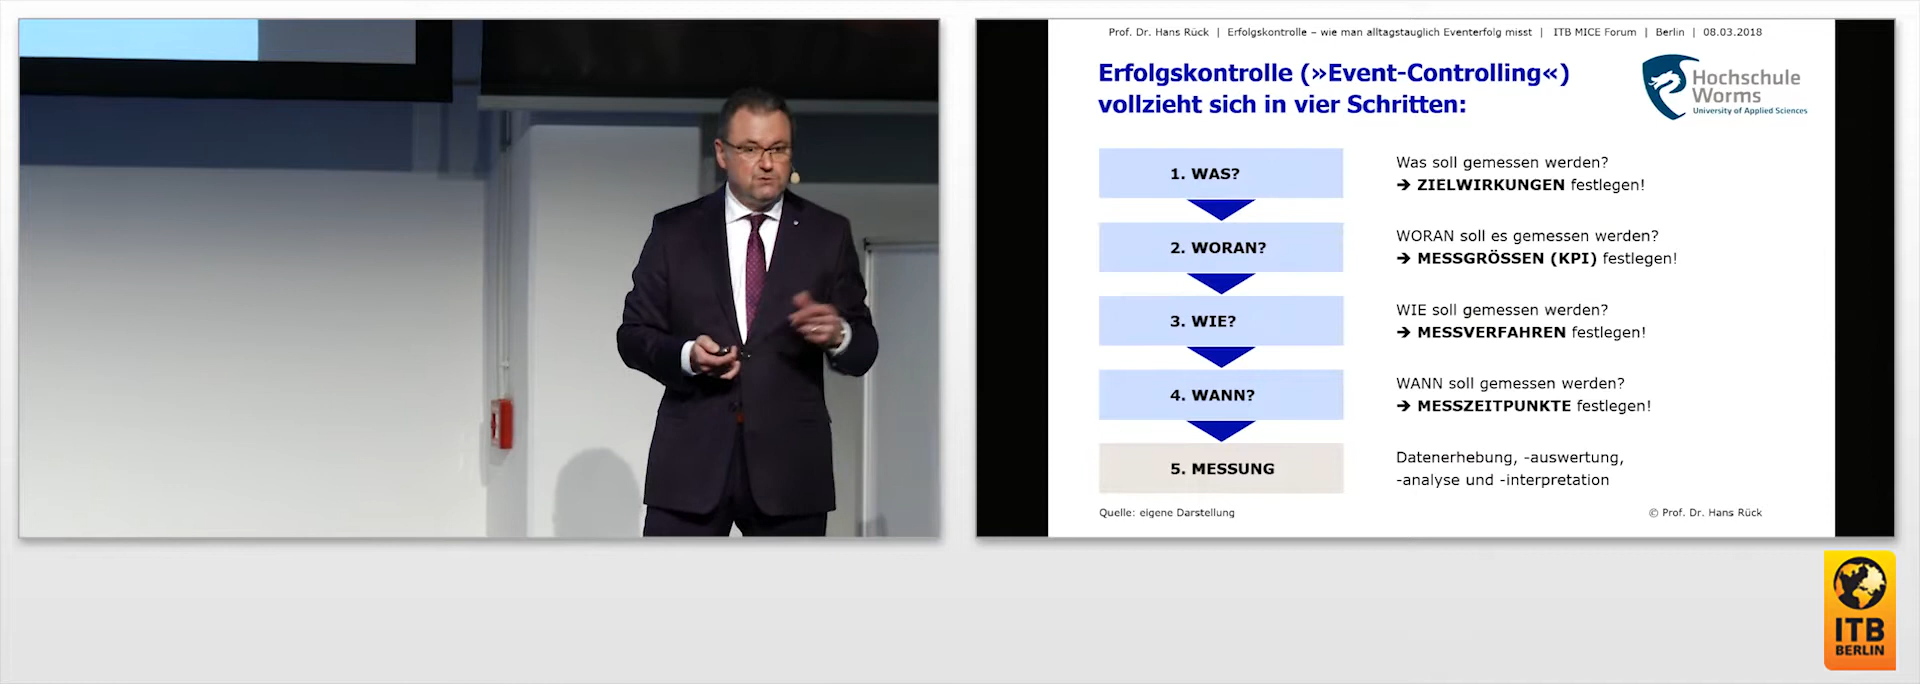 Prof. Dr. Hans Rück | Erfolgskontrolle – wie man alltagstauglich Eventerfolg misst | ITB MICE Forum | Berlin | 08.03.2018
Erfolgskontrolle (»Event-Controlling«)
vollzieht sich in vier Schritten:
Hochschule
Worms
University of Applied Sciences
1. WAS?
Was soll gemessen werden?
➔ ZIELWIRKUNGEN festlegen!
2. WORAN?
WORAN soll es gemessen werden?
➔ MESSGRÖSSEN (KPI) festlegen!
3. WIE?
WIE soll gemessen werden?
➔ MESSVERFAHREN festlegen!
4. WANN?
WANN soll gemessen werden?
➔ MESSZEITPUNKTE festlegen!
5. MESSUNG
Datenerhebung, -auswertung,
-analyse und -interpretation
Quelle: eigene Darstellung
© Prof. Dr. Hans Rück
ITB
BERLIN